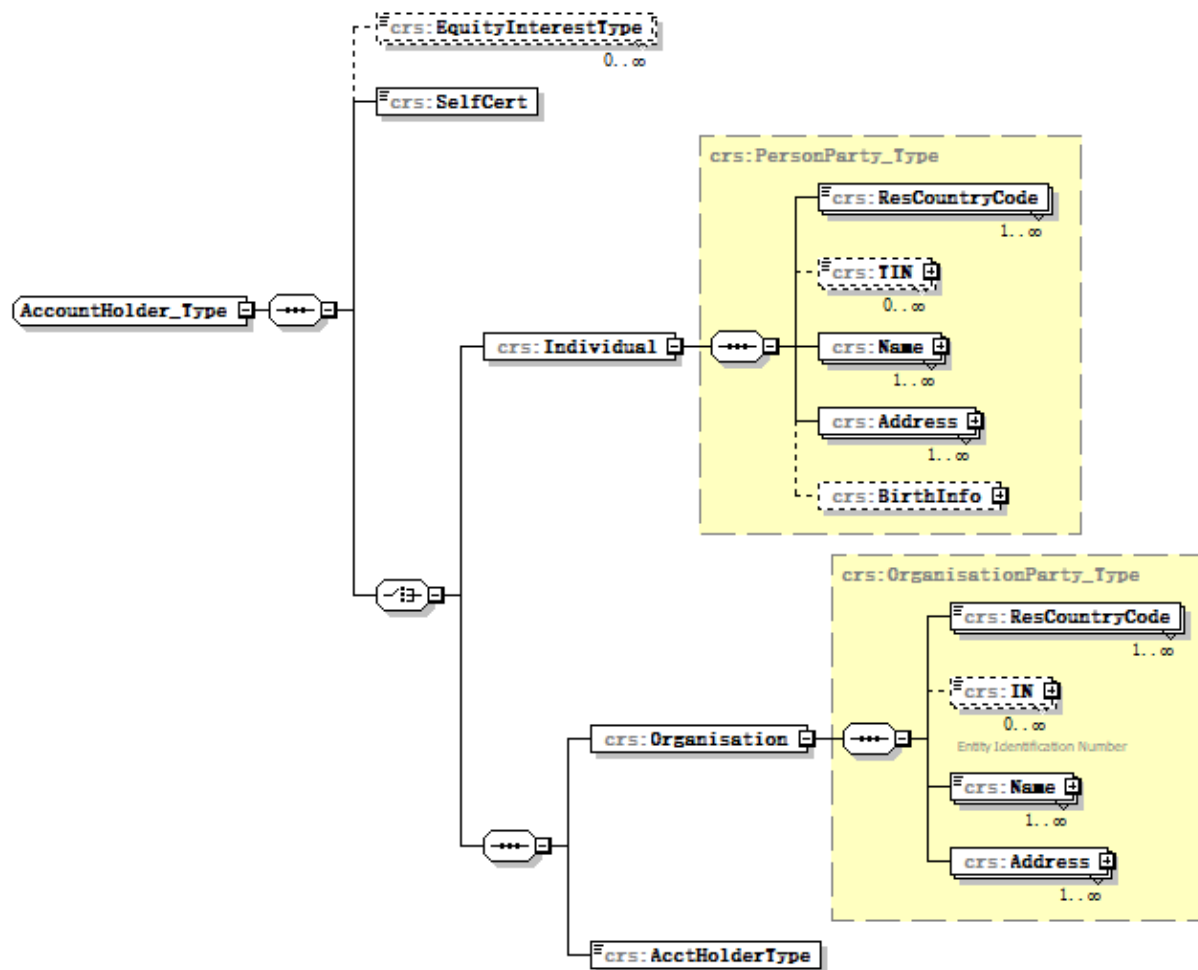 crs:EquityInterestType
0..∞
crs:SelfCert
crs:PersonParty_Type
crs:ResCountryCode
1..∞
crs:TIN
0..∞
AccountHolder_Type
crs:Individual
crs:Name
1..∞
crs:Address
1..∞
crs:BirthInfo
crs:OrganisationParty_Type
crs:ResCountryCode
1..∞
crs:IN
0..∞
Entity Identification Number
crs:Organisation
crs:Name
1..∞
crs:Address
1..∞
crs:AcctHolderType